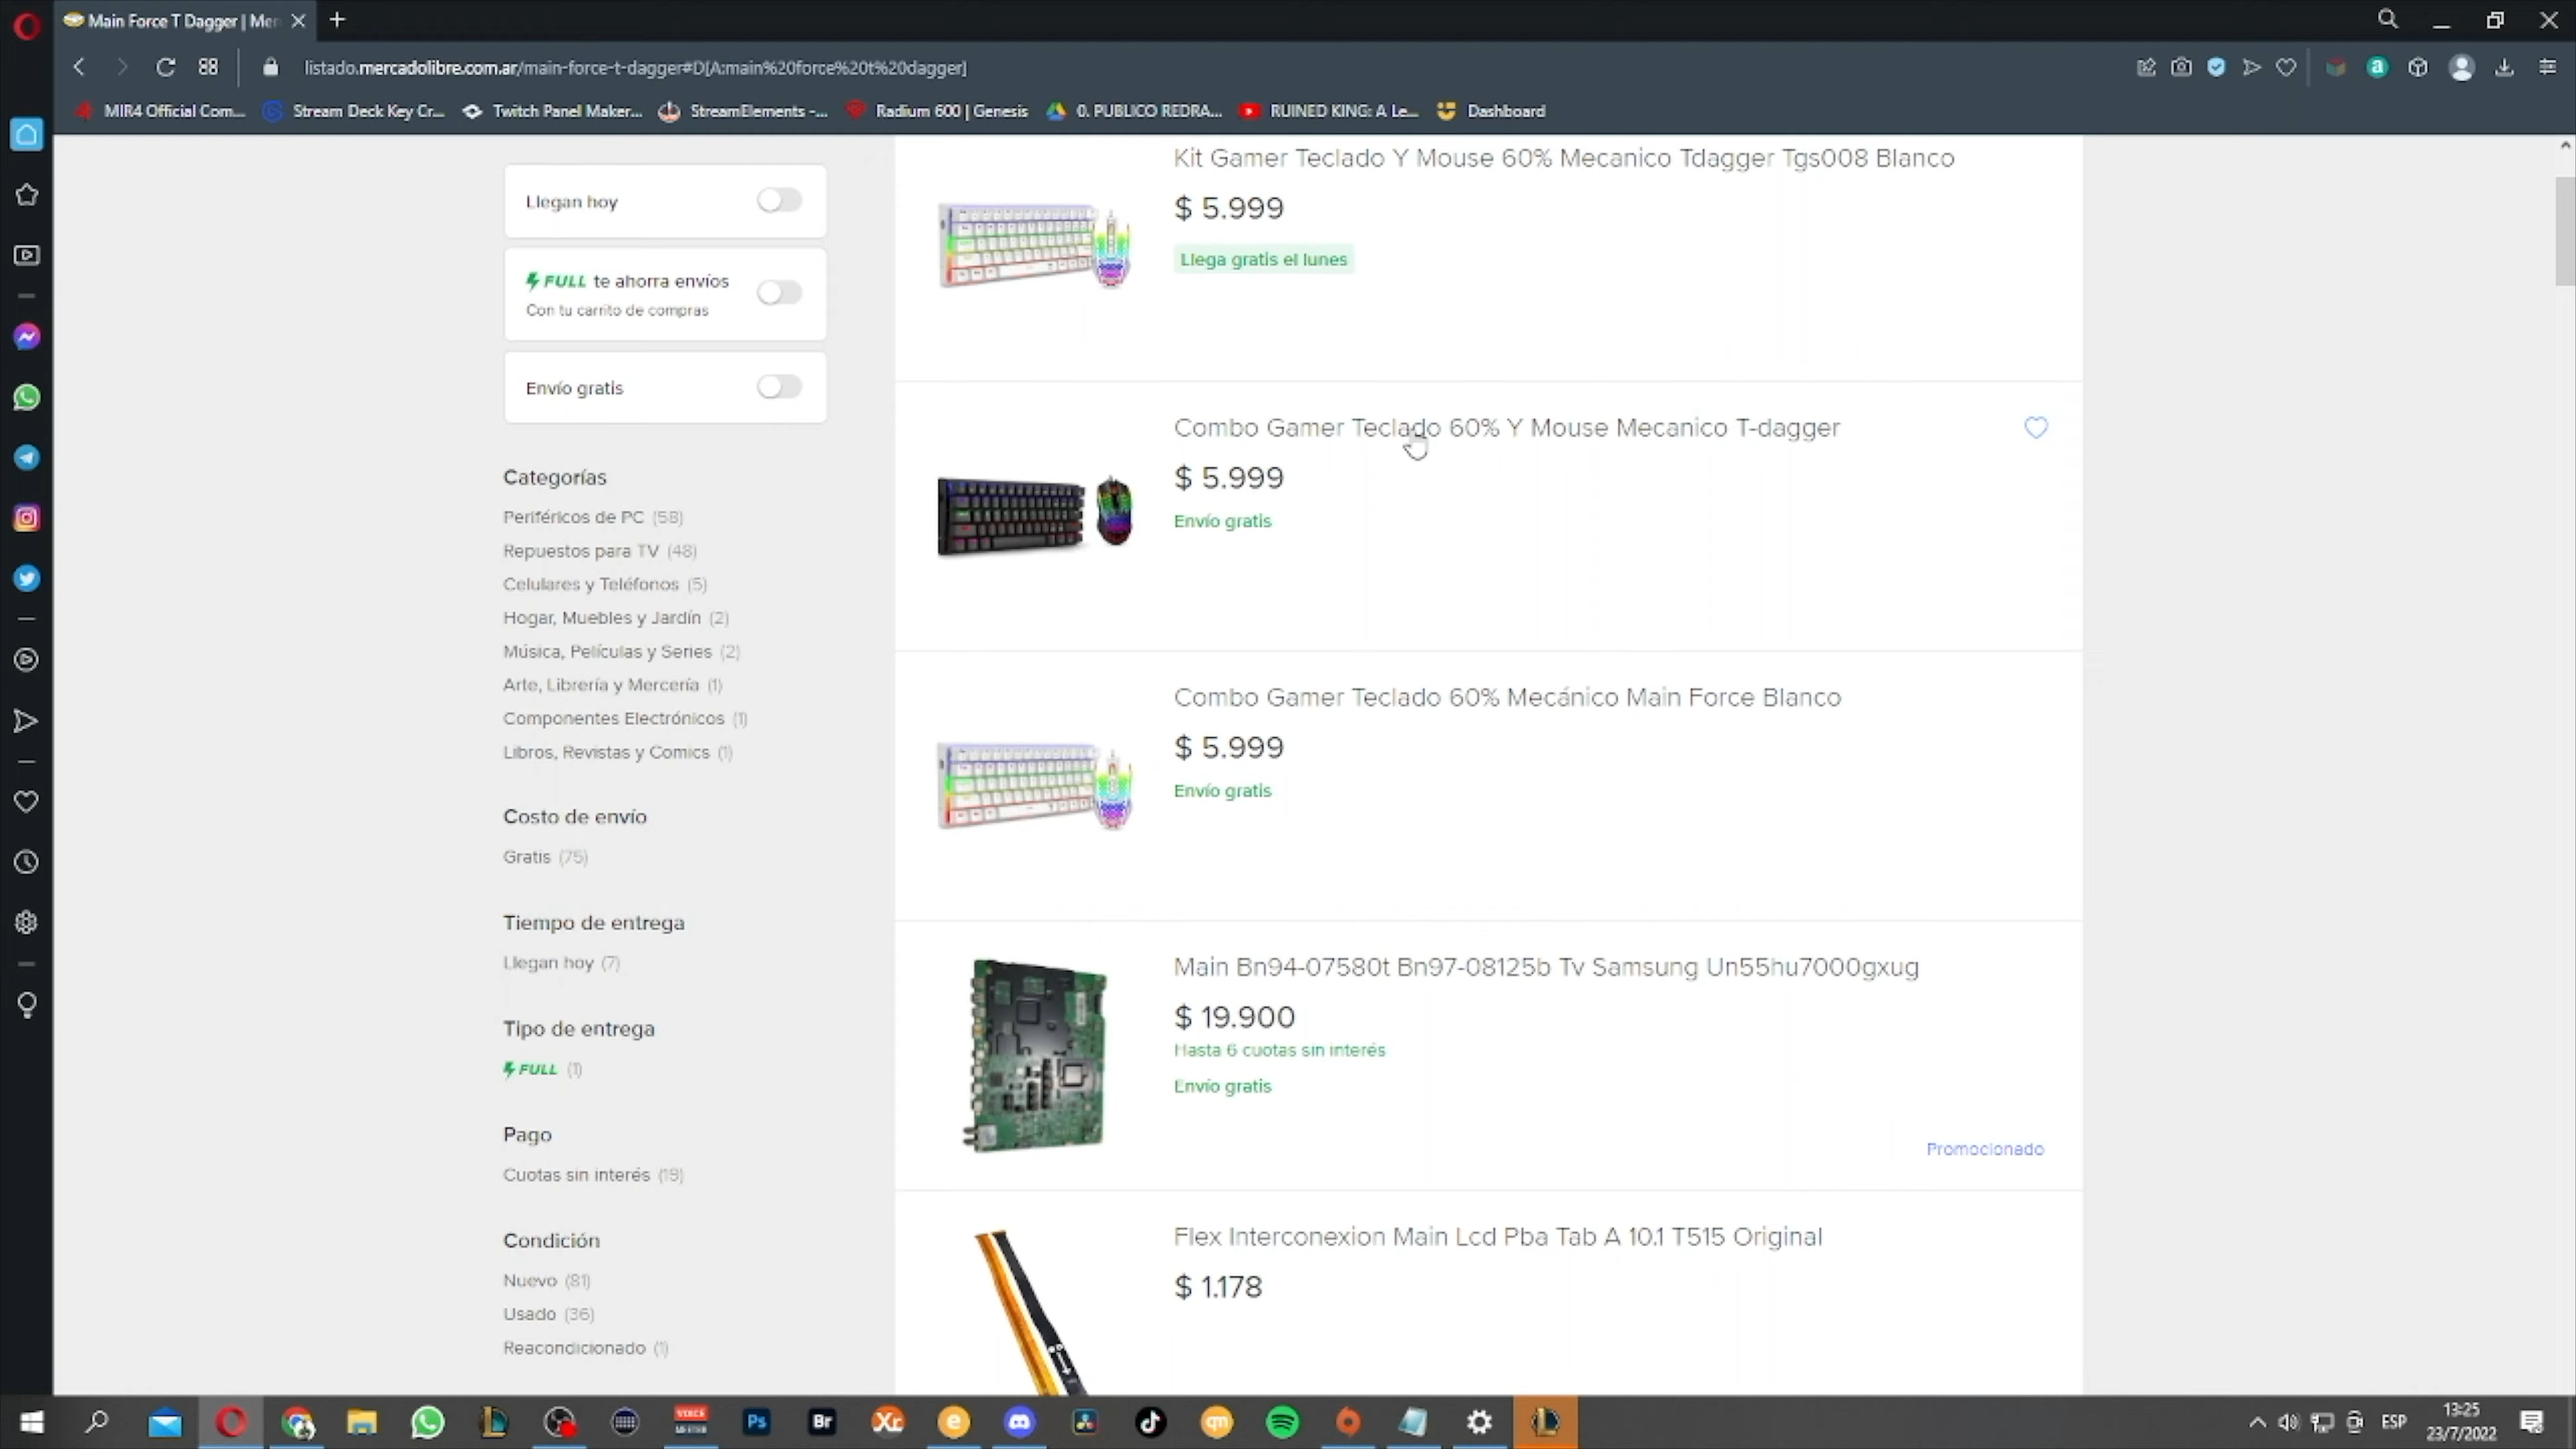 Main Force T Dagger | Mer
listado.mercadolibre.com.ar/main-force-t-dagger#D[A:main%20force%20t%20dagger]
MIR4 Official Com... Stream Deck Key Cr... Twitch Panel Maker... StreamElements -... Radium 600 | Genesis 0. PUBLICO REDRA... RUINED KING: A Le... Dashboard
Llegan hoy
FULL te ahorra envíos
Con tu carrito de compras
Envío gratis
Categorías
Periféricos de PC (58)
Repuestos para TV (48)
Celulares y Teléfonos (5)
Hogar, Muebles y Jardín (2)
Música, Películas y Series (2)
Arte, Librería y Mercería (1)
Componentes Electrónicos (1)
Libros, Revistas y Comics (1)
Costo de envío
Gratis (75)
Tiempo de entrega
Llegan hoy (7)
Tipo de entrega
FULL (1)
Pago
Cuotas sin interés (19)
Condición
Nuevo (81)
Usado (36)
Reacondicionado (1)
Kit Gamer Teclado Y Mouse 60% Mecanico Tdagger Tgs008 Blanco
$ 5.999
Llega gratis el lunes
Combo Gamer Teclado 60% Y Mouse Mecanico T-dagger
$ 5.999
Envío gratis
Combo Gamer Teclado 60% Mecánico Main Force Blanco
$ 5.999
Envío gratis
Main Bn94-07580t Bn97-08125b Tv Samsung Un55hu7000gxug
$ 19.900
Hasta 6 cuotas sin interés
Envío gratis
Promocionado
Flex Interconexion Main Lcd Pba Tab A 10.1 T515 Original
$ 1.178
VOICE
MEETER
Ps
Br
Xr
ESP
13:25
23/7/2022